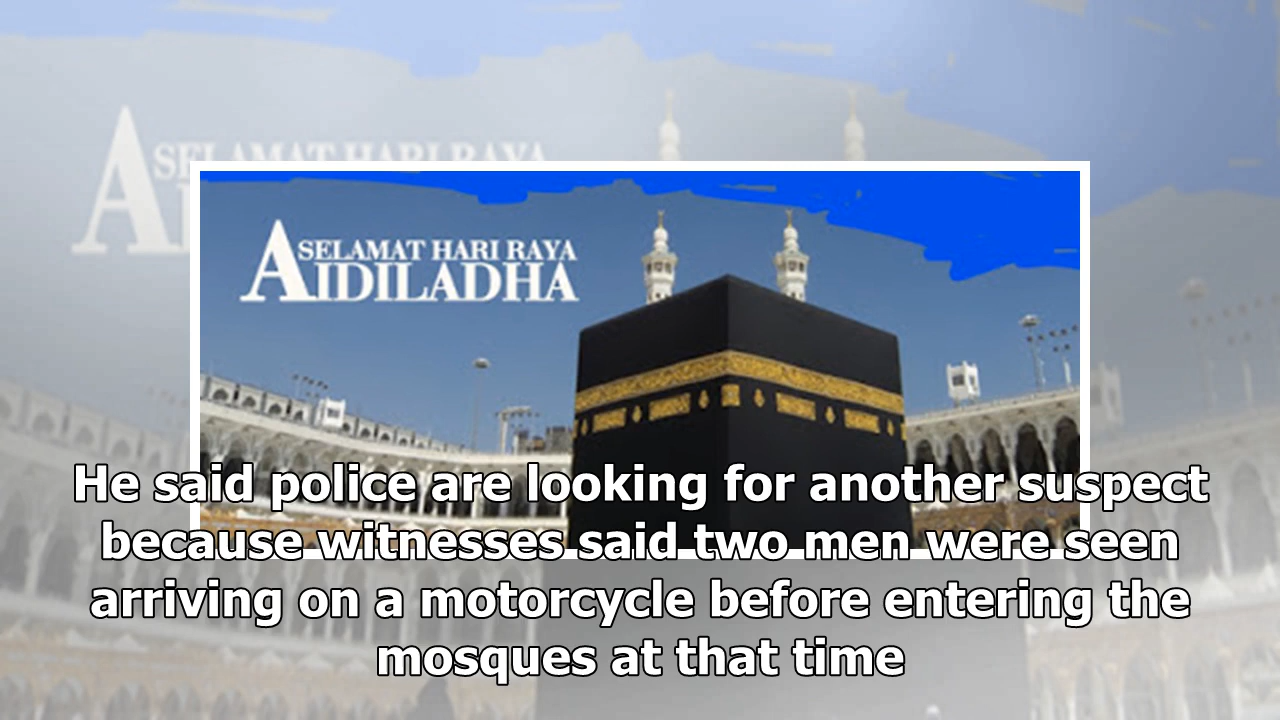 SELAMAT HARI RAYA
AIDILADHA
He said police are looking for another suspect
because witnesses said two men were seen
arriving on a motorcycle before entering the
mosques at that time